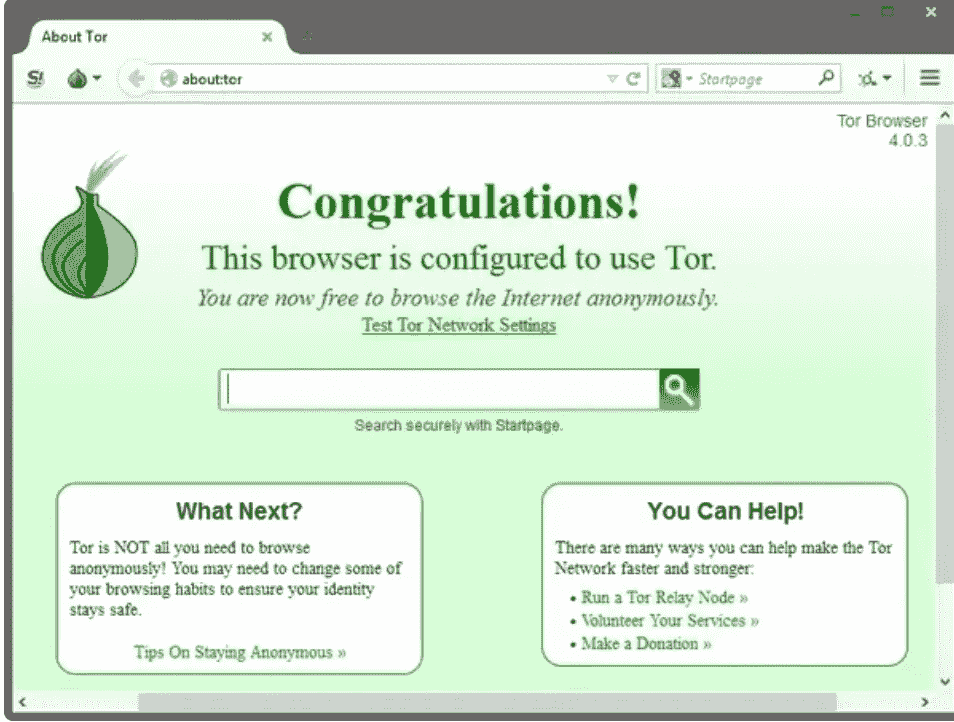 About Tor
S!
about:tor
Startpage
Tor Browser
4.0.3
Congratulations!
This browser is configured to use Tor.
You are now free to browse the Internet anonymously.
Test Tor Network Settings
Search securely with Startpage.
What Next?
Tor is NOT all you need to browse
anonymously! You may need to change some of
your browsing habits to ensure your identity
stays safe.
Tips On Staying Anonymous »
You Can Help!
There are many ways you can help make the Tor
Network faster and stronger:
• Run a Tor Relay Node »
• Volunteer Your Services »
• Make a Donation »